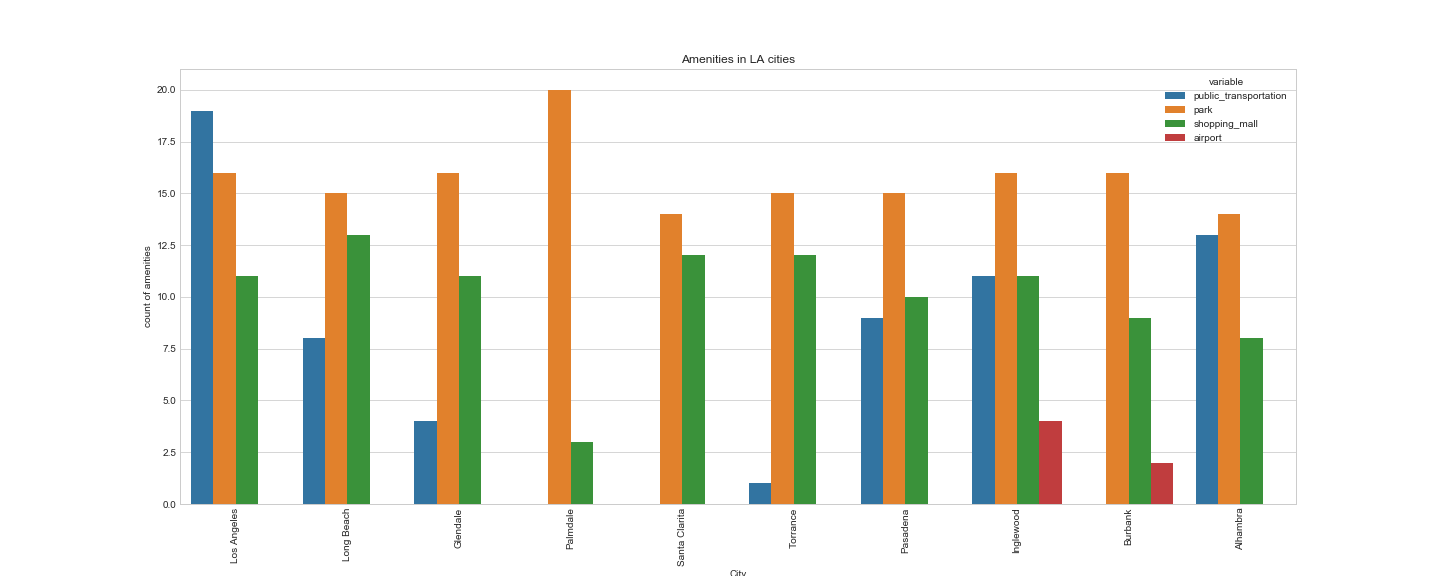 Amenities in LA cities
variable
public_transportation
park
shopping_mall
airport
count of amenities
20.0
17.5
15.0
12.5
10.0
7.5
5.0
2.5
0.0
Los Angeles
Long Beach
Glendale
Palmdale
Santa Clarita
Torrance
Pasadena
Inglewood
Burbank
Alhambra
City